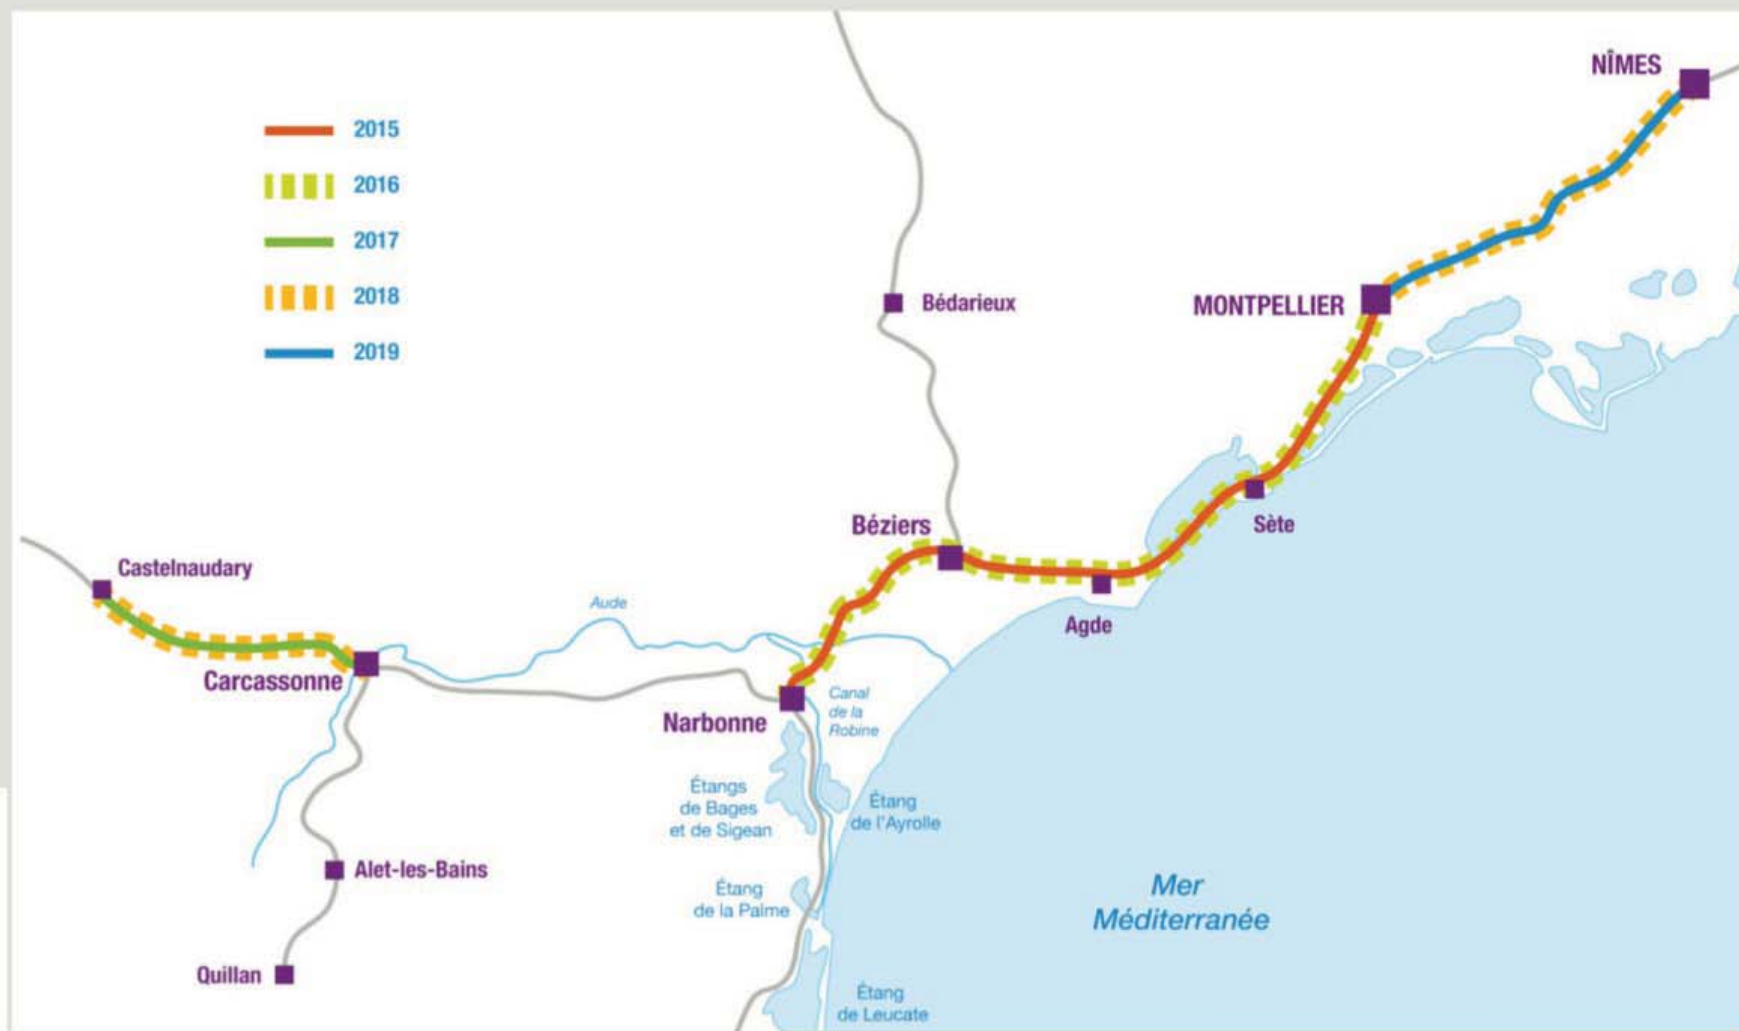 NÎMES
2015
2016
2017
2018
2019
Bédarieux
MONTPELLIER
Béziers
Sète
Castelnaudary
Aude
Agde
Carcassonne
Narbonne
Canal
de la
Robine
Étangs
de Bages
et de Sigean
Étang
de l'Ayrolle
Alet-les-Bains
Étang
de la Palme
Mer
Méditerranée
Quillan
Étang
de Leucate